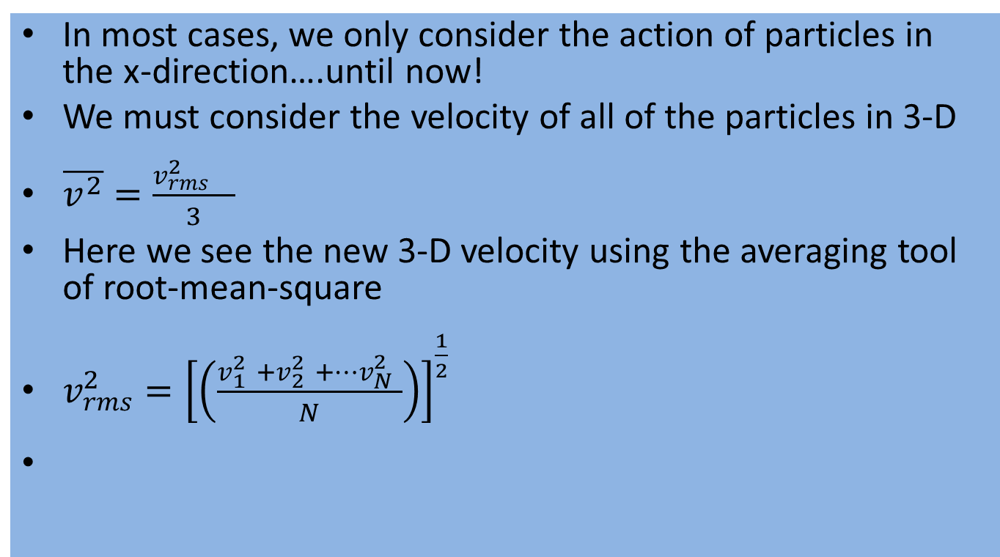 • In most cases, we only consider the action of particles in
the x-direction....until now!
• We must consider the velocity of all of the particles in 3-D
• $\overline{v^2} = \frac{v_{rms}^2}{3}$
• Here we see the new 3-D velocity using the averaging tool
of root-mean-square
• $v_{rms}^2 = \left[\left(\frac{v_1^2 + v_2^2 + \cdots v_N^2}{N}\right)\right]^{\frac{1}{2}}$
•